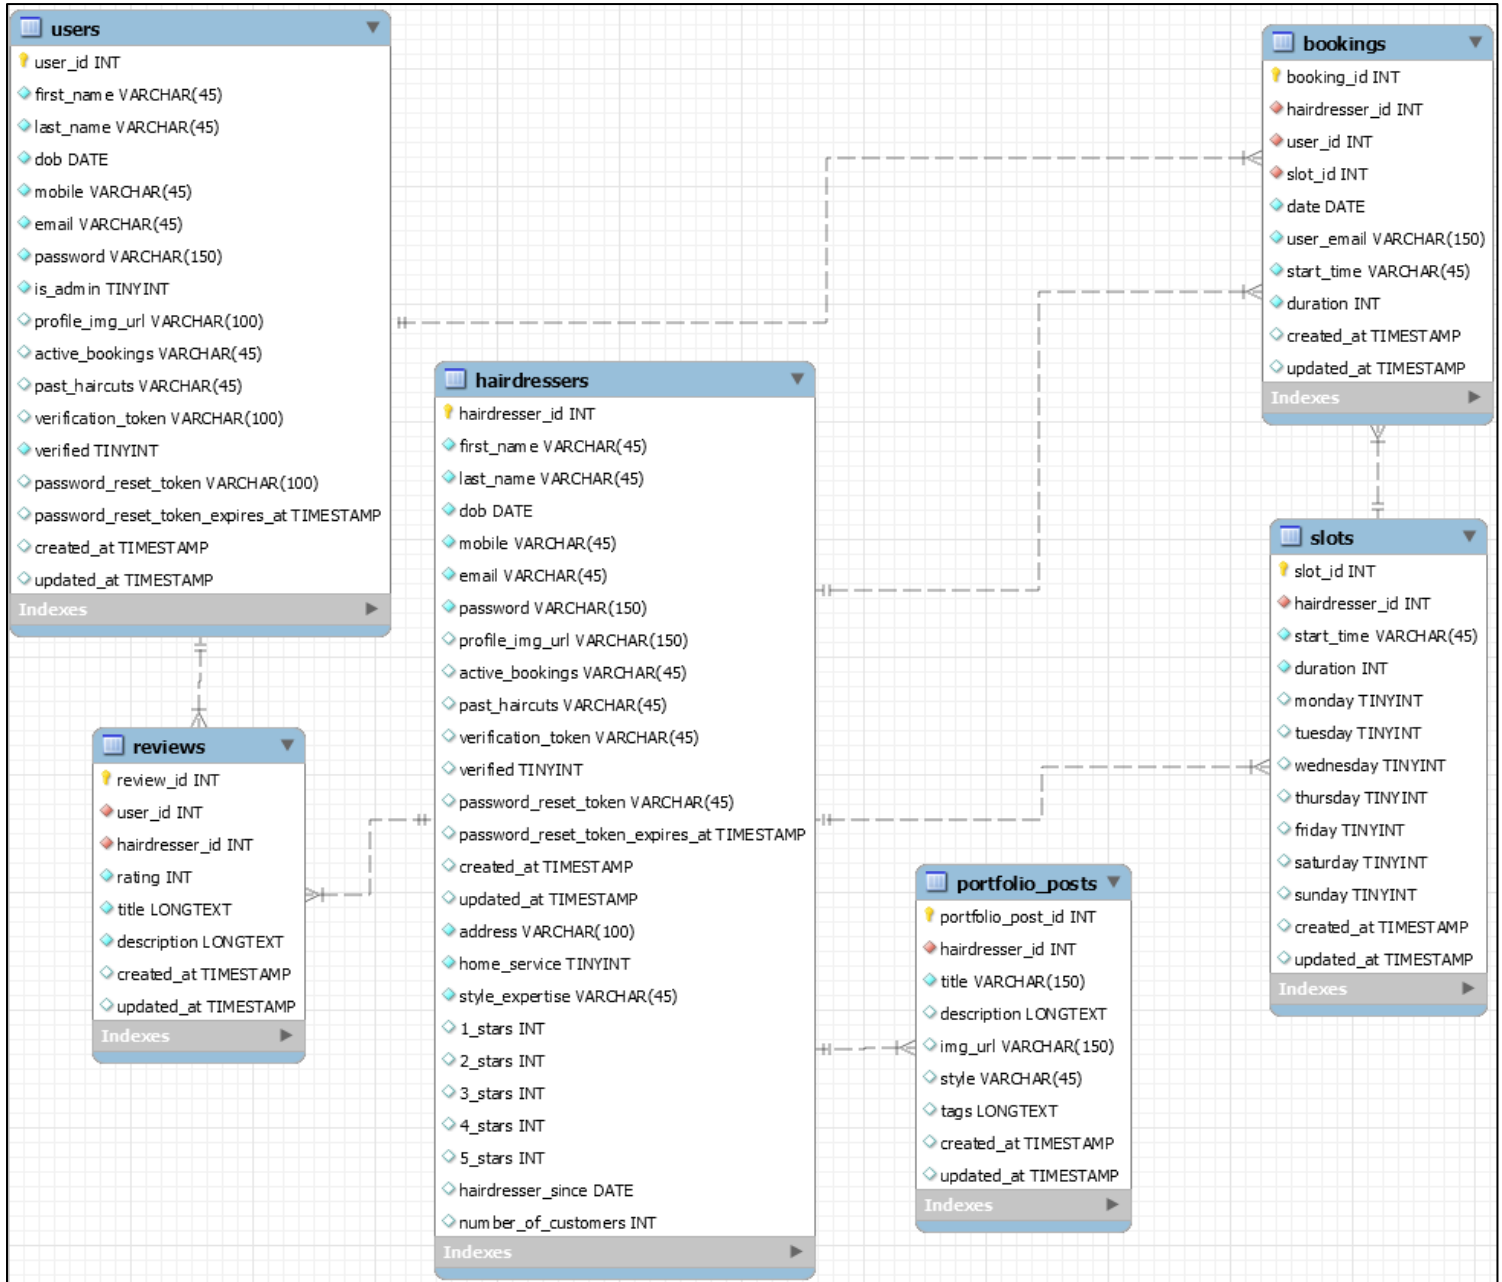 users
user_id INT
first_name VARCHAR(45)
last_name VARCHAR(45)
dob DATE
mobile VARCHAR(45)
email VARCHAR(45)
password VARCHAR(150)
is_admin TINYINT
profile_img_url VARCHAR(100)
active_bookings VARCHAR(45)
past_haircuts VARCHAR(45)
verification_token VARCHAR(100)
verified TINYINT
password_reset_token VARCHAR(100)
password_reset_token_expires_at TIMESTAMP
created_at TIMESTAMP
updated_at TIMESTAMP
Indexes
reviews
review_id INT
user_id INT
hairdresser_id INT
rating INT
title LONGTEXT
description LONGTEXT
created_at TIMESTAMP
updated_at TIMESTAMP
Indexes
hairdressers
hairdresser_id INT
first_name VARCHAR(45)
last_name VARCHAR(45)
dob DATE
mobile VARCHAR(45)
email VARCHAR(45)
password VARCHAR(150)
profile_img_url VARCHAR(150)
active_bookings VARCHAR(45)
past_haircuts VARCHAR(45)
verification_token VARCHAR(45)
verified TINYINT
password_reset_token VARCHAR(45)
password_reset_token_expires_at TIMESTAMP
created_at TIMESTAMP
updated_at TIMESTAMP
address VARCHAR(100)
home_service TINYINT
style_expertise VARCHAR(45)
1_stars INT
2_stars INT
3_stars INT
4_stars INT
5_stars INT
hairdresser_since DATE
number_of_customers INT
Indexes
bookings
booking_id INT
hairdresser_id INT
user_id INT
slot_id INT
date DATE
user_email VARCHAR(150)
start_time VARCHAR(45)
duration INT
created_at TIMESTAMP
updated_at TIMESTAMP
Indexes
slots
slot_id INT
hairdresser_id INT
start_time VARCHAR(45)
duration INT
monday TINYINT
tuesday TINYINT
wednesday TINYINT
thursday TINYINT
friday TINYINT
saturday TINYINT
sunday TINYINT
created_at TIMESTAMP
updated_at TIMESTAMP
Indexes
portfolio_posts
portfolio_post_id INT
hairdresser_id INT
title VARCHAR(150)
description LONGTEXT
img_url VARCHAR(150)
style VARCHAR(45)
tags LONGTEXT
created_at TIMESTAMP
updated_at TIMESTAMP
Indexes